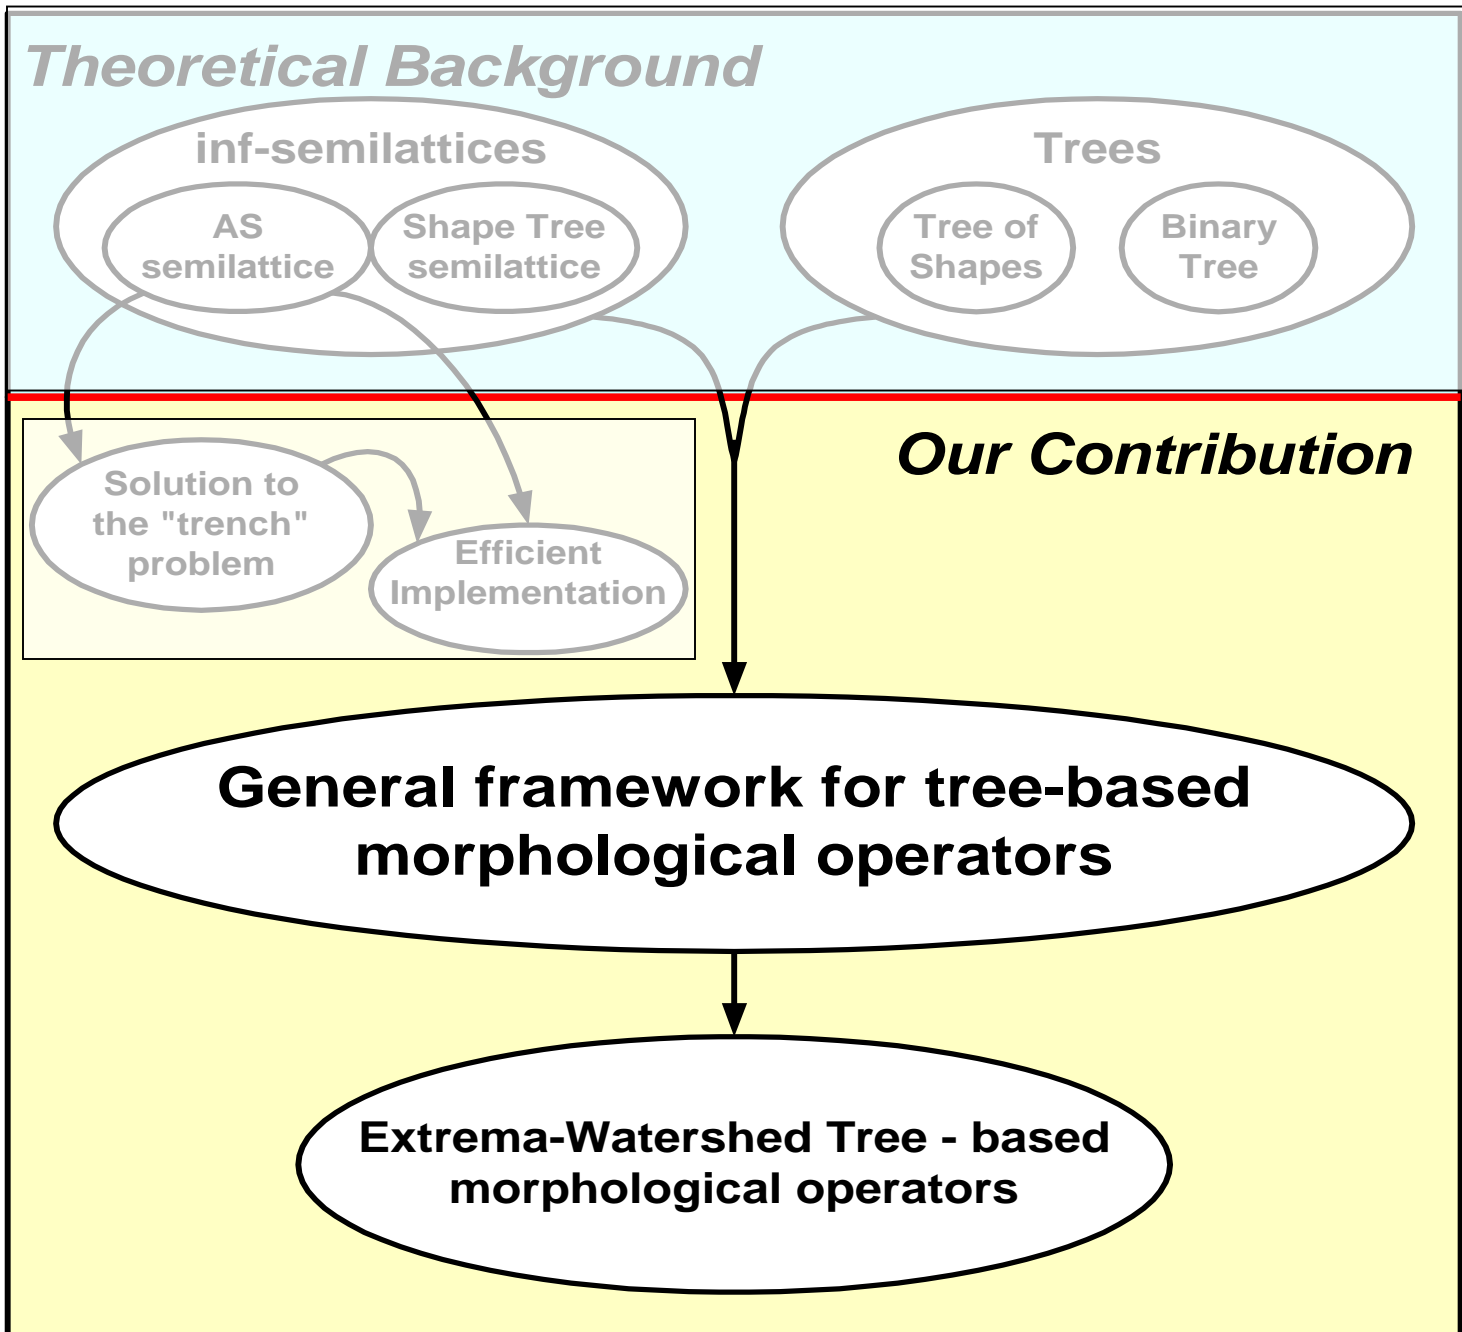 Theoretical Background
inf-semilattices
AS
semilattice
Shape Tree
semilattice
Trees
Tree of
Shapes
Binary
Tree
Our Contribution
Solution to
the "trench"
problem
Efficient
Implementation
General framework for tree-based
morphological operators
Extrema-Watershed Tree - based
morphological operators